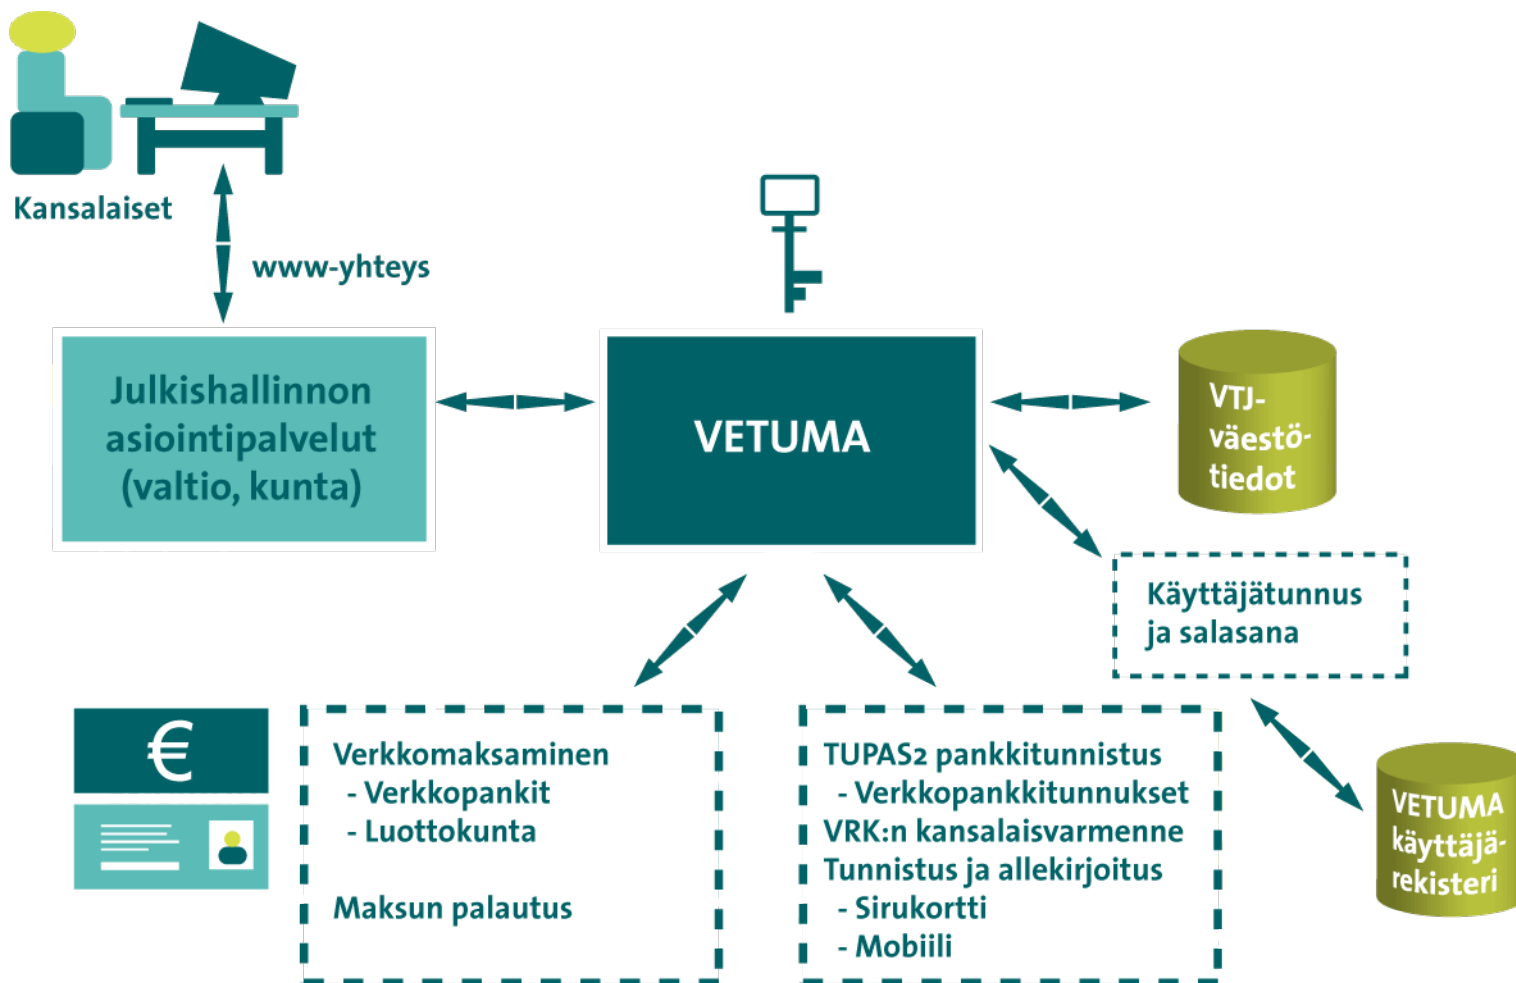 Kansalaiset
www-yhteys
Julkishallinnon
asiointipalvelut
(valtio, kunta)
VETUMA
VTJ-
väestö-
tiedot
Käyttäjätunnus
ja salasana
€
Verkkomaksaminen
- Verkkopankit
- Luottokunta
Maksun palautus
TUPAS2 pankkitunnistus
- Verkkopankkitunnukset
VRK:n kansalaisvarmenne
Tunnistus ja allekirjoitus
- Sirukortti
- Mobiili
VETUMA
käyttäjä-
rekisteri